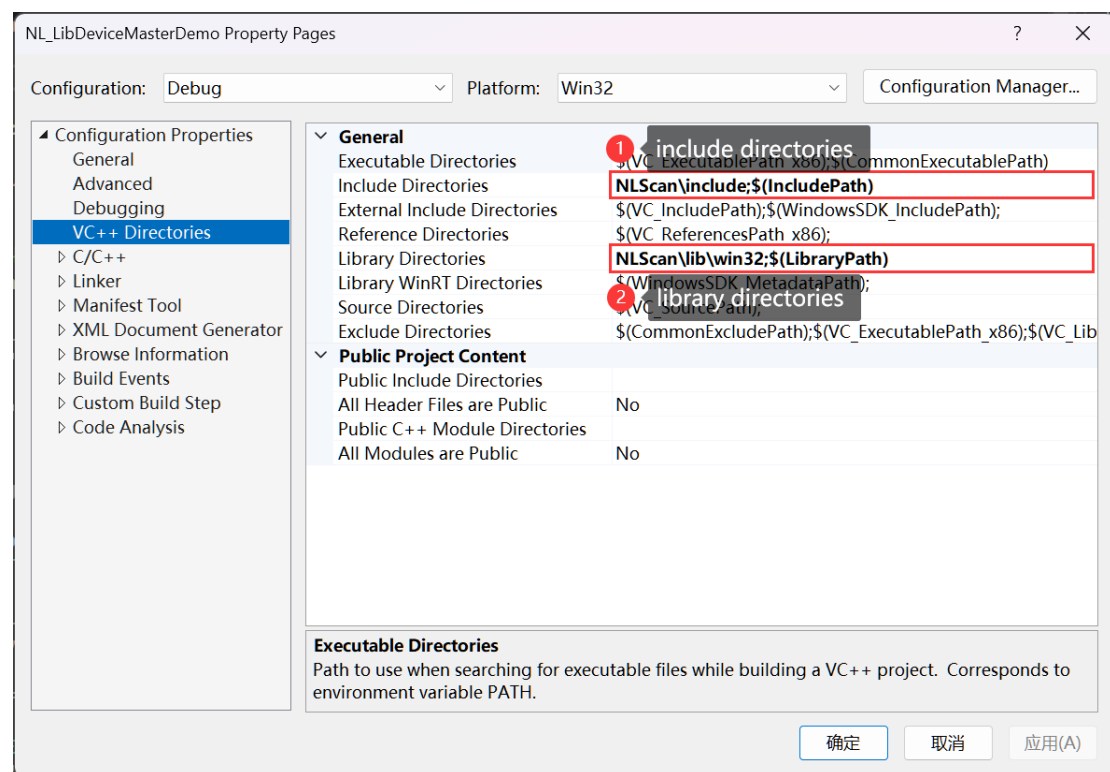 NL_LibDeviceMasterDemo Property Pages ? ×
Configuration: Debug Platform: Win32 Configuration Manager...
Configuration Properties
General
Advanced
Debugging
VC++ Directories
C/C++
Linker
Manifest Tool
XML Document Generator
Browse Information
Build Events
Custom Build Step
Code Analysis
General
1 include directories
Executable Directories $(VC_ExecutablePath_x86);$(CommonExecutablePath)
Include Directories NLScan\include;$(IncludePath)
External Include Directories $(VC_IncludePath);$(WindowsSDK_IncludePath);
Reference Directories $(VC_ReferencesPath_x86);
Library Directories NLScan\lib\win32;$(LibraryPath)
Library WinRT Directories $(WindowsSDK_MetadataPath);
2 library directories
Source Directories $(VC_SourcePath);
Exclude Directories $(CommonExcludePath);$(VC_ExecutablePath_x86);$(VC_Lib
Public Project Content
Public Include Directories
All Header Files are Public No
Public C++ Module Directories
All Modules are Public No
Executable Directories
Path to use when searching for executable files while building a VC++ project. Corresponds to
environment variable PATH.
确定 取消 应用(A)